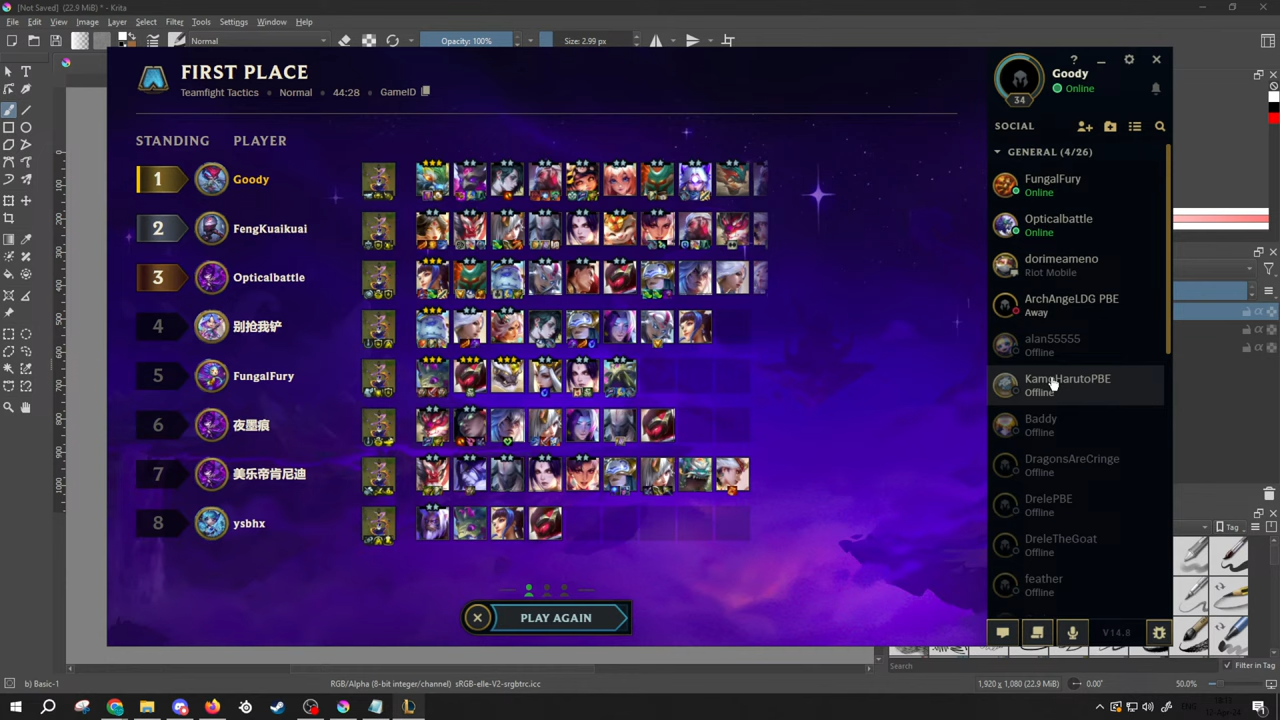 [Not Saved] (22.9 MiB) * - Krita
File Edit View Image Layer Select Filter Tools Settings Window Help
Normal Opacity: 100% Size: 2.99 px
FIRST PLACE
Teamfight Tactics • Normal • 44:28 • GameID
STANDING PLAYER
1 Goody
2 FengKuaikuai
3 Opticalbattle
4 别抢我铲
5 FungalFury
6 夜墨痕
7 美乐帝肯尼迪
8 ysbhx
PLAY AGAIN
?
Goody
Online
34
SOCIAL
GENERAL (4/26)
FungalFury
Online
Opticalbattle
Online
dorimeameno
Riot Mobile
ArchAngeLDG PBE
Away
alan55555
Offline
KamoHarutoPBE
Offline
Baddy
Offline
DragonsAreCringe
Offline
DrelePBE
Offline
DreleTheGoat
Offline
feather
Offline
V14.8
Tag
Search
Filter in Tag
Basic-1
RGB/Alpha (8-bit integer/channel) sRGB-elle-V2-srgbtrc.icc
1,920 x 1,080 (22.9 MiB) 0.00° 50.0%
ENG